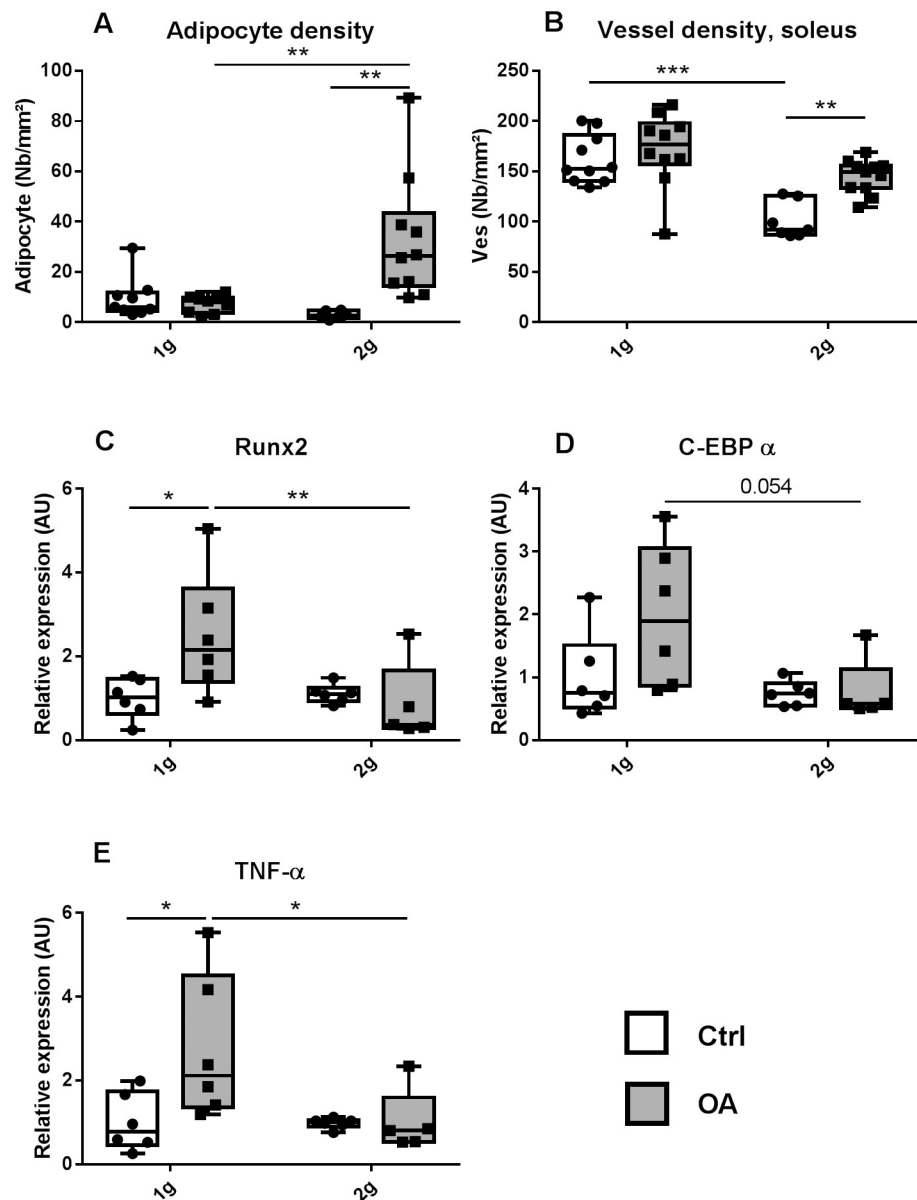 A
Adipocyte density
**
**
100
80
60
40
20
0
Adipocyte (Nb/mm²)
1g
2g
B
Vessel density, soleus
***
**
250
200
150
100
50
0
Ves (Nb/mm²)
1g
2g
C
Runx2
*
**
6
4
2
0
Relative expression (AU)
1g
2g
D
C-EBP α
0.054
4
3
2
1
0
Relative expression (AU)
1g
2g
E
TNF-α
*
*
6
4
2
0
Relative expression (AU)
1g
2g
Ctrl
OA